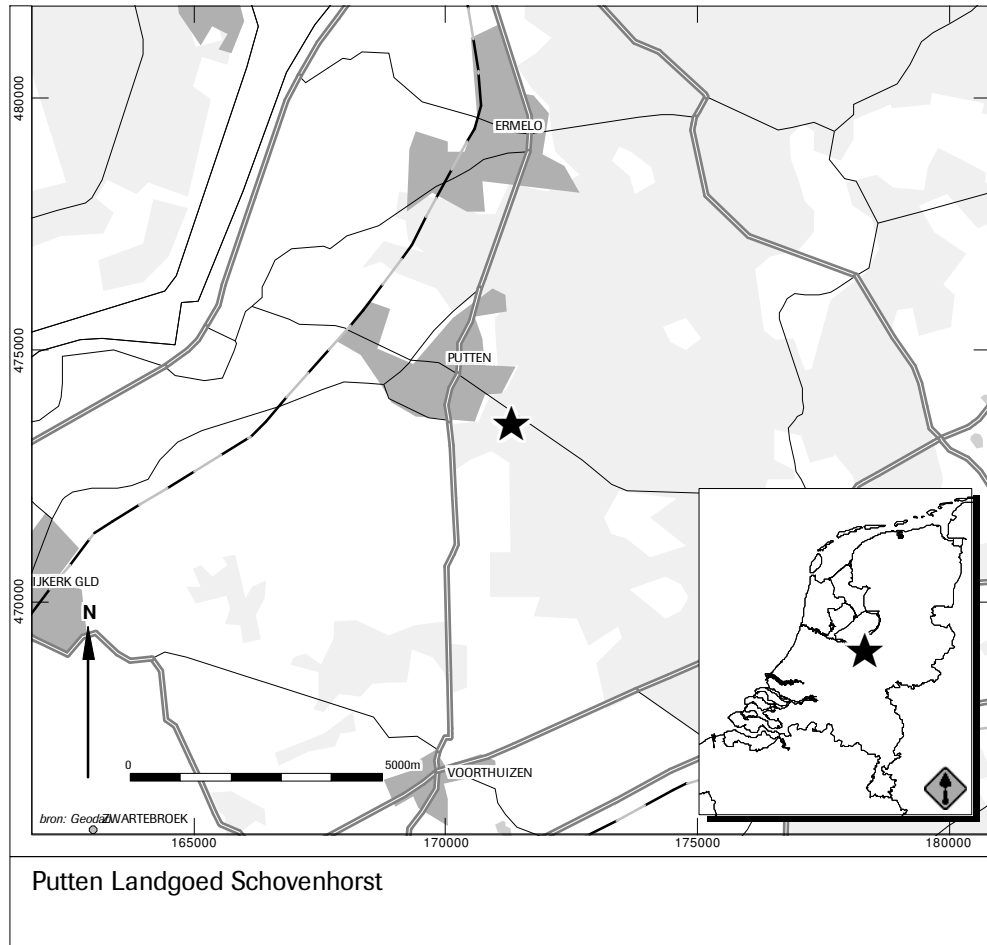 480000
ERMELO
475000
PUTTEN
IJKERK GLD
470000
N
5000m
0
VOORTHUIZEN
bron: Geodan
ZWARTEBROEK
165000
170000
175000
180000
Putten Landgoed Schovenhorst